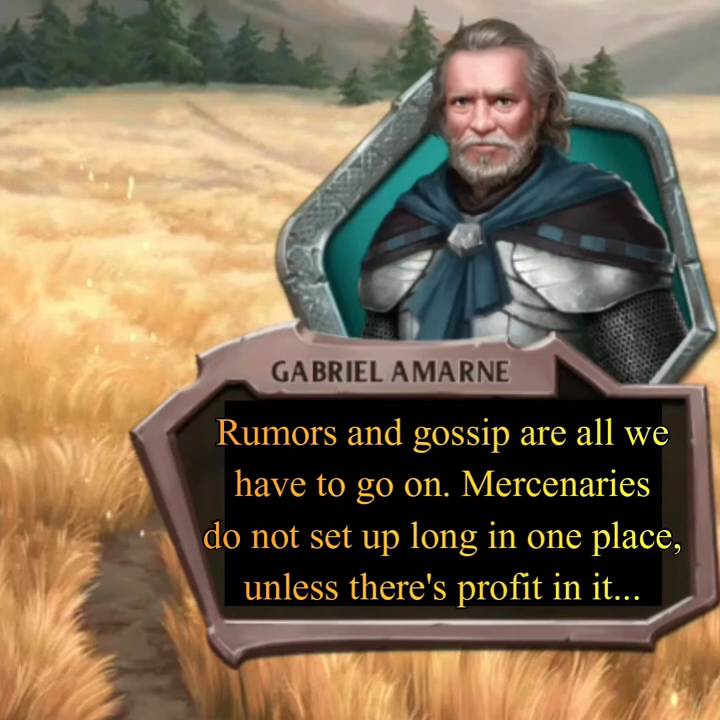 GABRIEL AMARNE
Rumors and gossip are all we
have to go on. Mercenaries
do not set up long in one place,
unless there's profit in it...